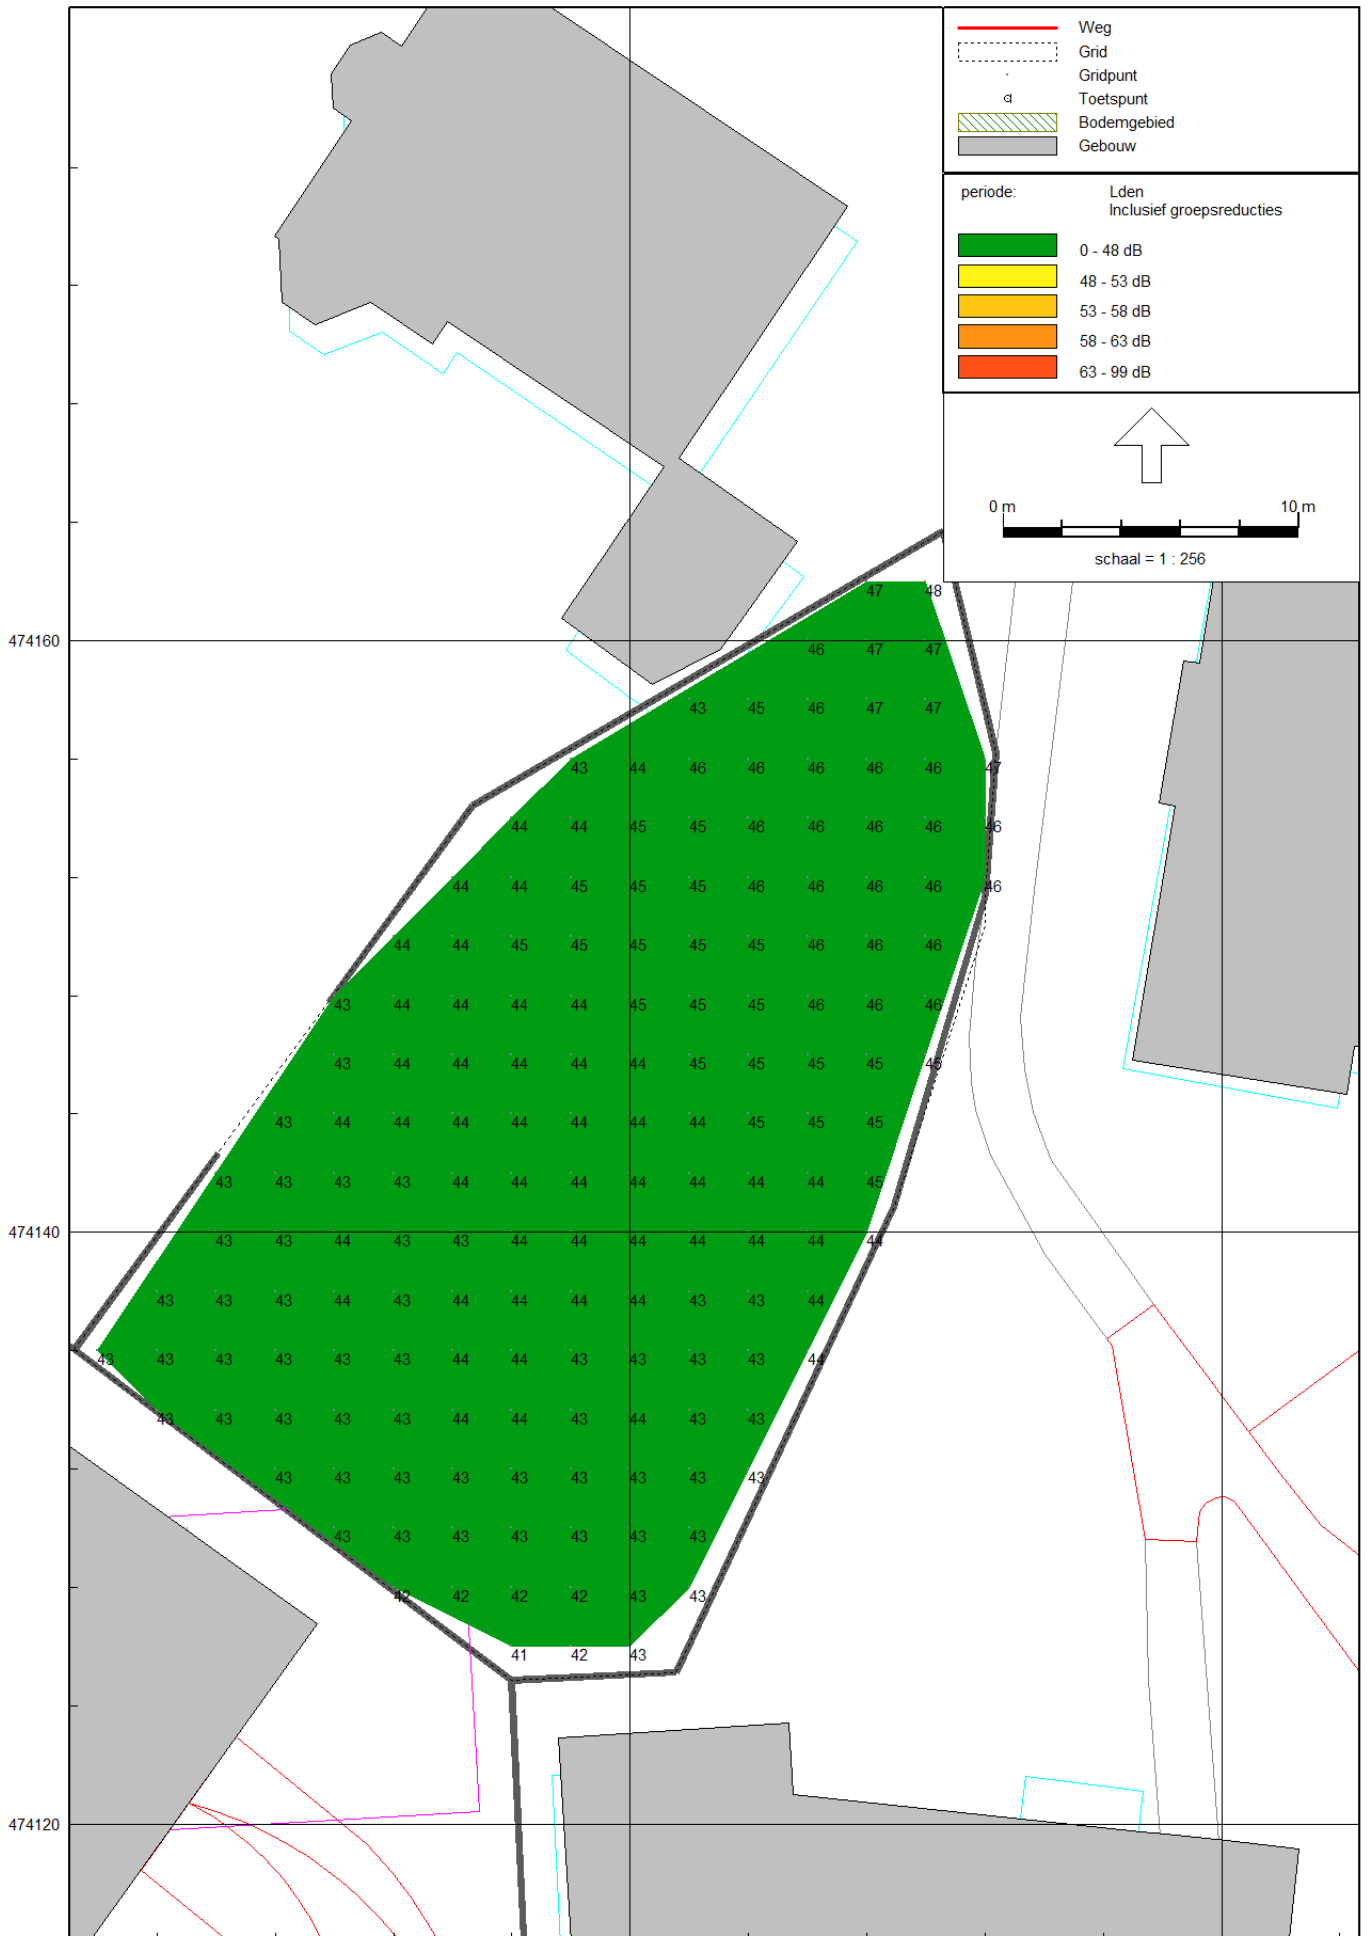 Weg
Grid
Gridpunt
Toetspunt
Bodemgebied
Gebouw
periode: Lden
Inclusief groepsreducties
0 - 48 dB
48 - 53 dB
53 - 58 dB
58 - 63 dB
63 - 99 dB
0 m 10 m
schaal = 1 : 256
47 48
474160
46 47 47
43 45 46 47 47
43 44 46 46 46 46 46 47
44 44 45 45 46 46 46 46 46
44 44 45 45 45 46 46 46 46 46
44 44 45 45 45 45 45 46 46 46
43 44 44 44 44 45 45 45 46 46 46
43 44 44 44 44 44 45 45 45 45 45
43 44 44 44 44 44 44 44 45 45 45
43 43 43 43 44 44 44 44 44 44 44 45
474140
43 43 44 43 43 44 44 44 44 44 44 44
43 43 43 44 43 44 44 44 44 43 43 44
43 43 43 43 43 43 44 44 43 43 43 43 44
43 43 43 43 43 44 44 43 44 43 43
43 43 43 43 43 43 43 43 43
43 43 43 43 43 43 43
42 42 42 42 43 43
41 42 43
474120